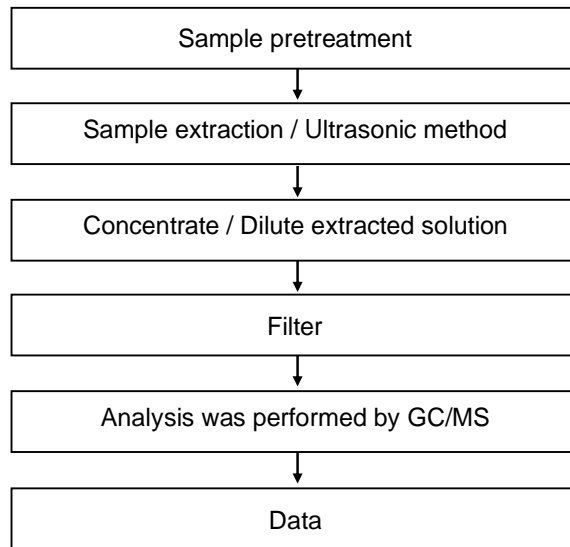 Sample pretreatment
Sample extraction / Ultrasonic method
Concentrate / Dilute extracted solution
Filter
Analysis was performed by GC/MS
Data